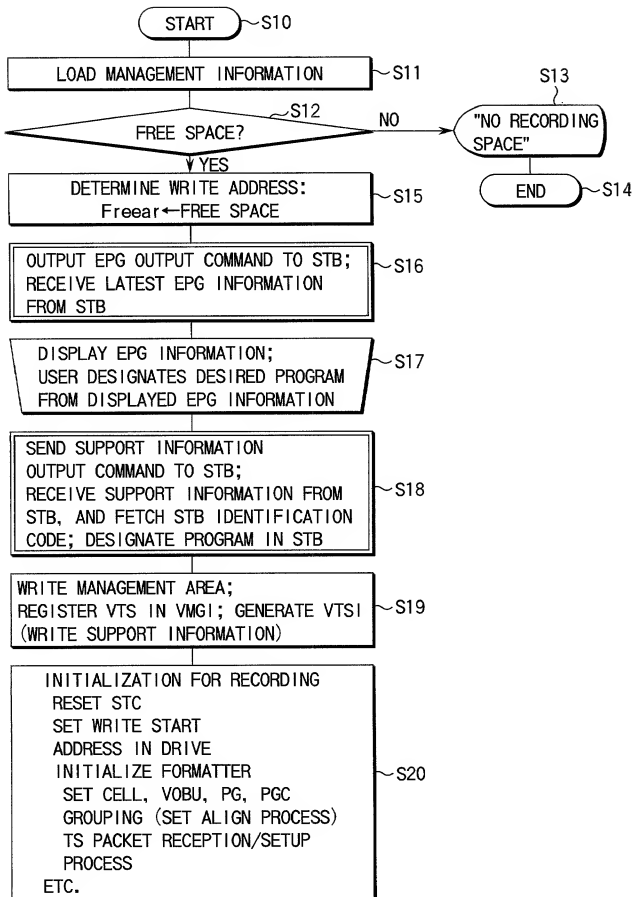 START
S10
LOAD MANAGEMENT INFORMATION
S11
S12
FREE SPACE?
NO
S13
"NO RECORDING
SPACE"
END
S14
YES
DETERMINE WRITE ADDRESS:
Freear←FREE SPACE
S15
OUTPUT EPG OUTPUT COMMAND TO STB;
RECEIVE LATEST EPG INFORMATION
FROM STB
S16
DISPLAY EPG INFORMATION;
USER DESIGNATES DESIRED PROGRAM
FROM DISPLAYED EPG INFORMATION
S17
SEND SUPPORT INFORMATION
OUTPUT COMMAND TO STB;
RECEIVE SUPPORT INFORMATION FROM
STB, AND FETCH STB IDENTIFICATION
CODE; DESIGNATE PROGRAM IN STB
S18
WRITE MANAGEMENT AREA;
REGISTER VTS IN VMGI; GENERATE VTSI
(WRITE SUPPORT INFORMATION)
S19
INITIALIZATION FOR RECORDING
RESET STC
SET WRITE START
ADDRESS IN DRIVE
INITIALIZE FORMATTER
SET CELL, VOBU, PG, PGC
GROUPING (SET ALIGN PROCESS)
TS PACKET RECEPTION/SETUP
PROCESS
ETC.
S20